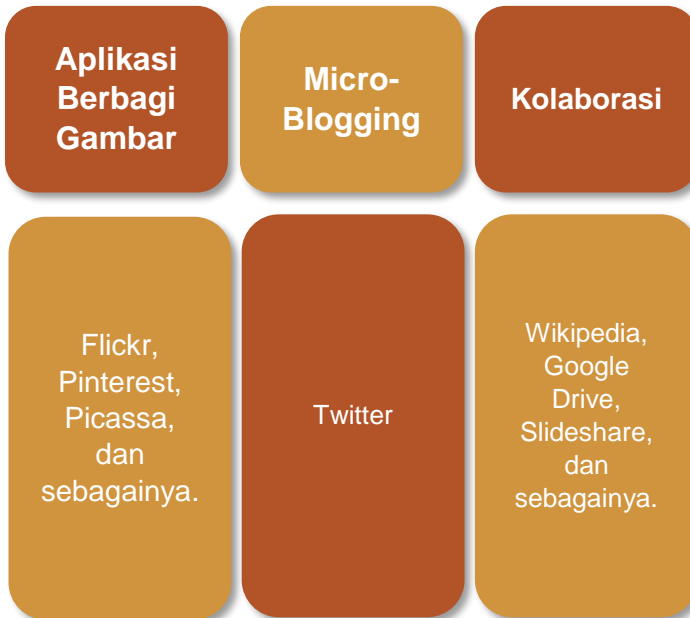 Aplikasi
Berbagi
Gambar
Micro-
Blogging
Kolaborasi
Flickr,
Pinterest,
Picassa,
dan
sebagainya.
Twitter
Wikipedia,
Google
Drive,
Slideshare,
dan
sebagainya.